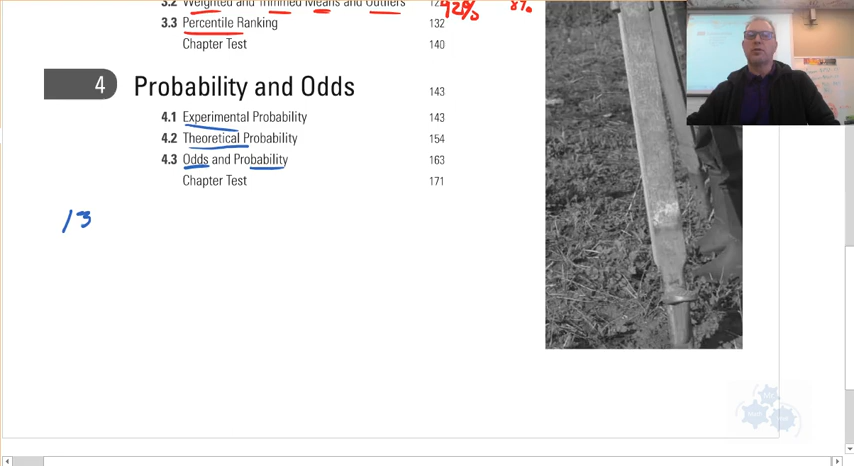 3.2 Weighted and Trimmed Means and Outliers
3.3 Percentile Ranking 132
Chapter Test 140
4 Probability and Odds 143
4.1 Experimental Probability 143
4.2 Theoretical Probability 154
4.3 Odds and Probability 163
Chapter Test 171
13